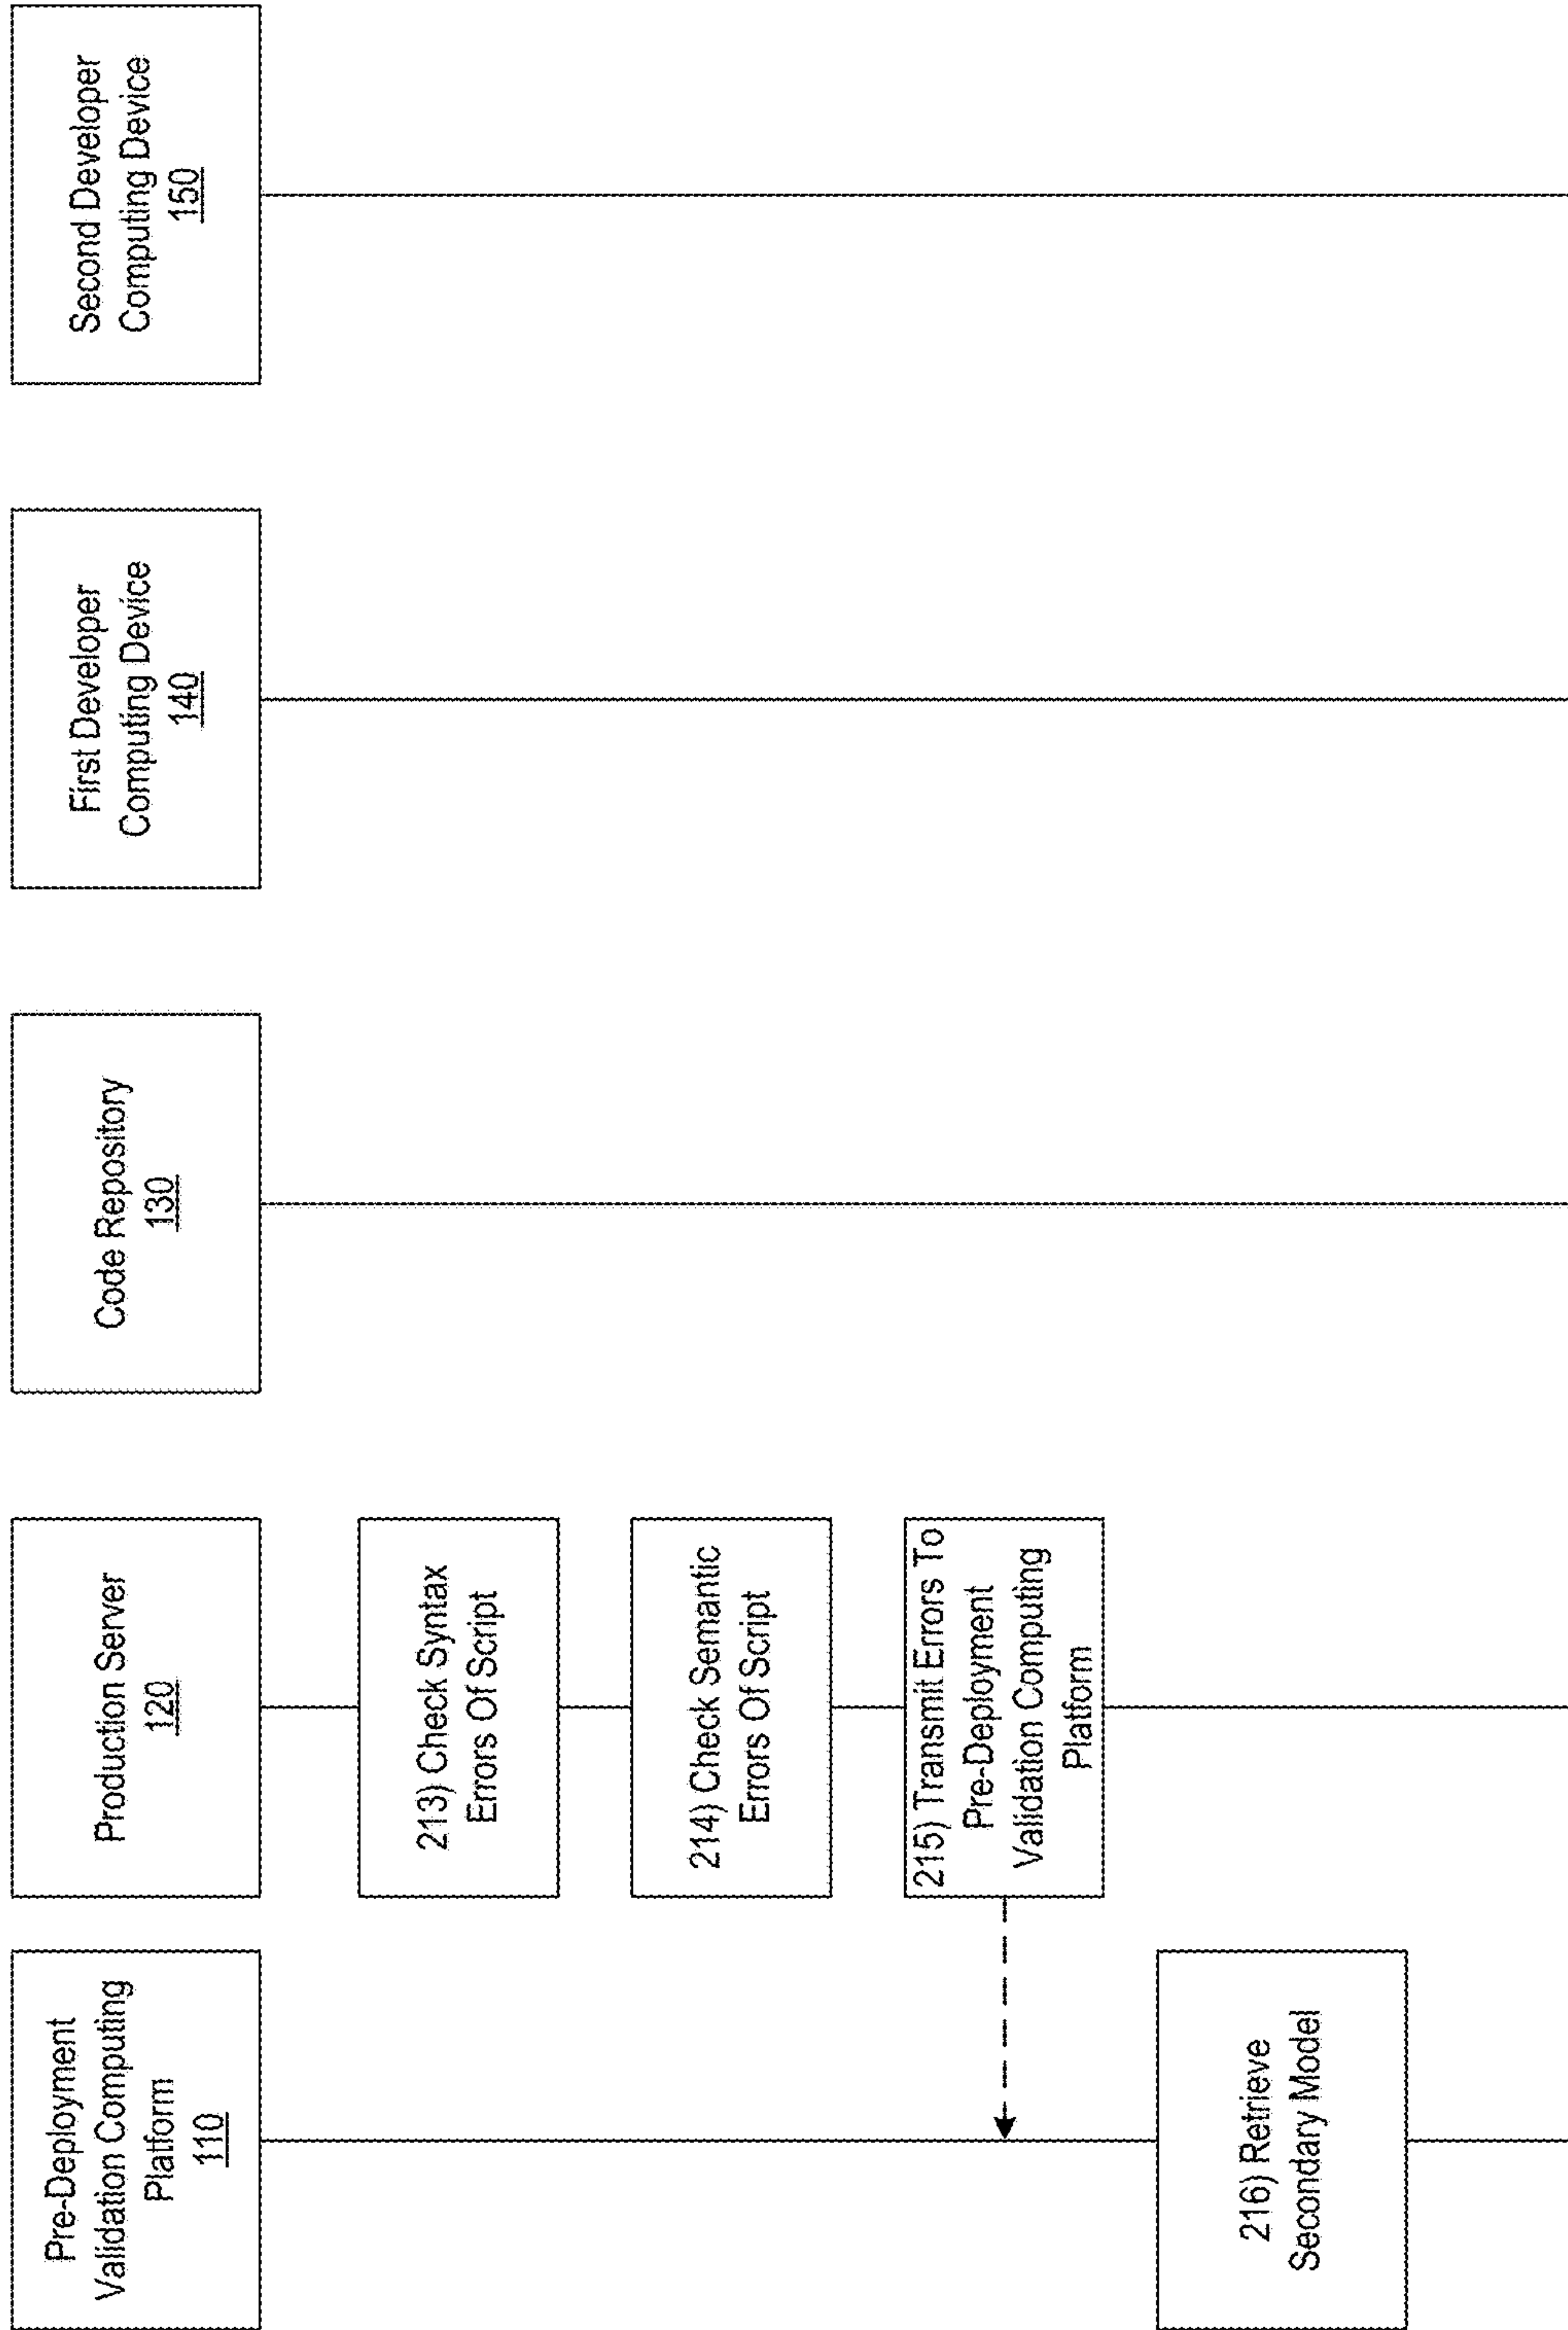 Pre-Deployment
Validation Computing
Platform
110
Production Server
120
Code Repository
130
First Developer
Computing Device
140
Second Developer
Computing Device
150
213) Check Syntax
Errors Of Script
214) Check Semantic
Errors Of Script
215) Transmit Errors To
Pre-Deployment
Validation Computing
Platform
216) Retrieve
Secondary Model